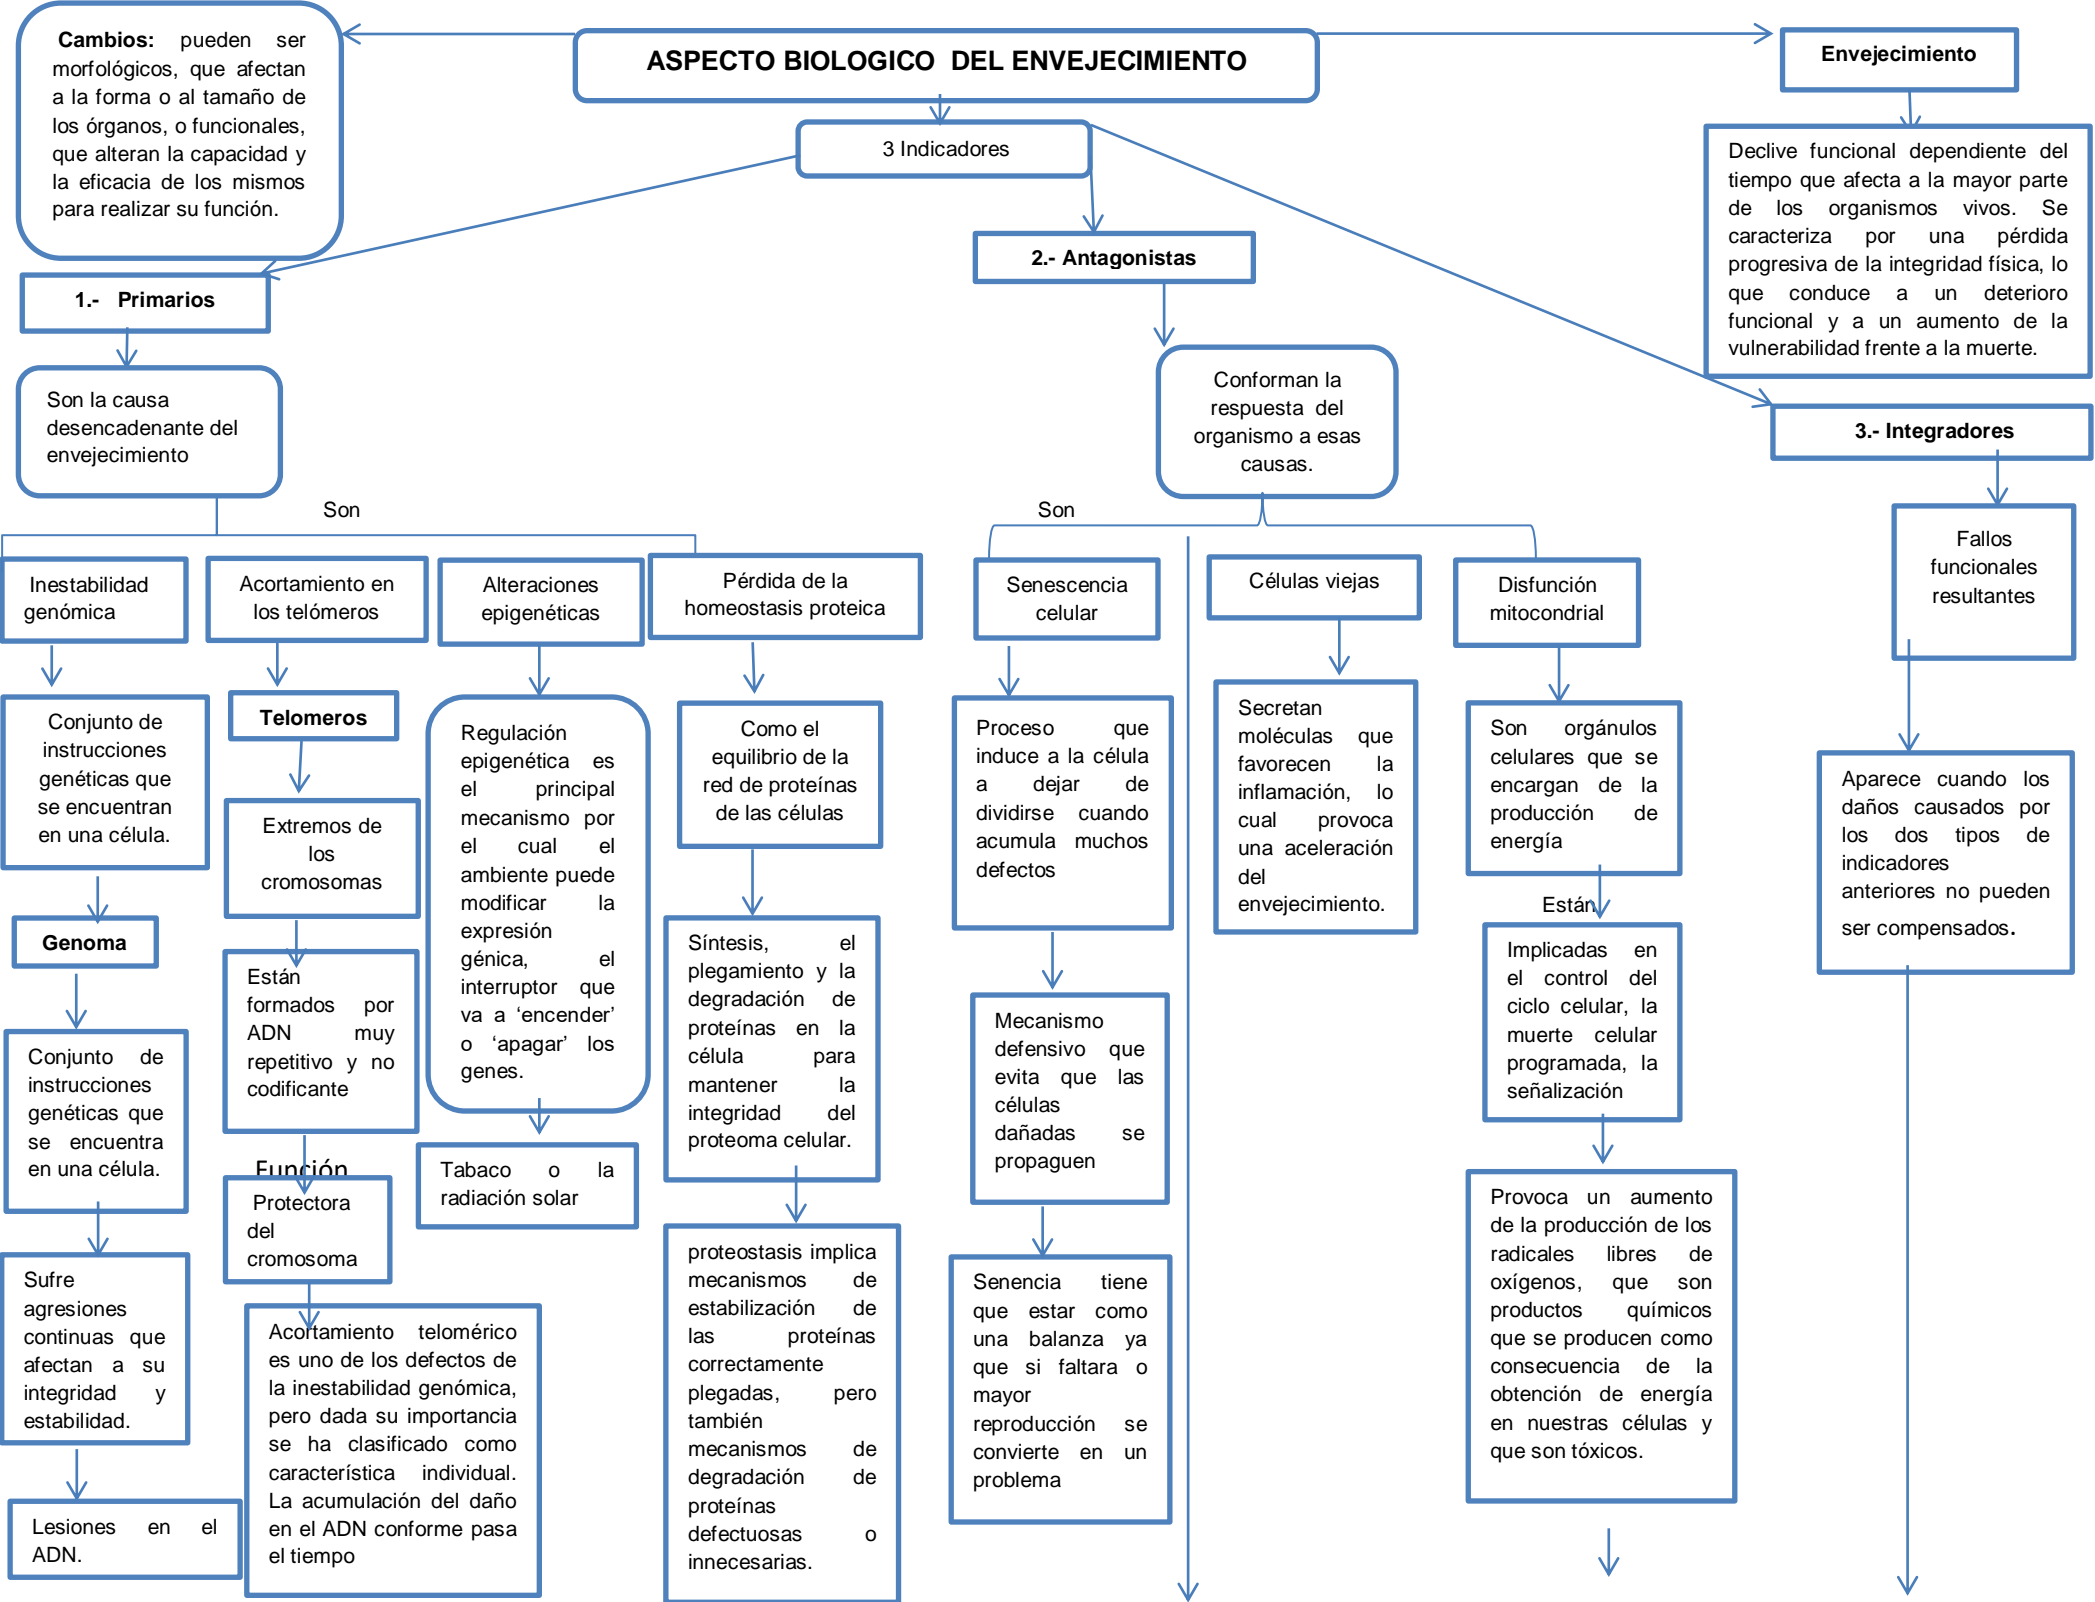 Cambios: pueden ser
morfológicos, que afectan
a la forma o al tamaño de
los órganos, o funcionales,
que alteran la capacidad y
la eficacia de los mismos
para realizar su función.
ASPECTO BIOLOGICO DEL ENVEJECIMIENTO
Envejecimiento
3 Indicadores
Declive funcional dependiente del
tiempo que afecta a la mayor parte
de los organismos vivos. Se
caracteriza por una pérdida
progresiva de la integridad física, lo
que conduce a un deterioro
funcional y a un aumento de la
vulnerabilidad frente a la muerte.
1.- Primarios
2.- Antagonistas
3.- Integradores
Son la causa
desencadenante del
envejecimiento
Conforman la
respuesta del
organismo a esas
causas.
Fallos
funcionales
resultantes
Son
Son
Inestabilidad
genómica
Acortamiento en
los telómeros
Alteraciones
epigenéticas
Pérdida de la
homeostasis proteica
Senescencia
celular
Células viejas
Disfunción
mitocondrial
Conjunto de
instrucciones
genéticas que
se encuentran
en una célula.
Genoma
Conjunto de
instrucciones
genéticas que
se encuentra
en una célula.
Sufre
agresiones
continuas que
afectan a su
integridad y
estabilidad.
Lesiones en el
ADN.
Telomeros
Extremos de
los
cromosomas
Están
formados por
ADN muy
repetitivo y no
codificante
Función
Protectora
del
cromosoma
Acortamiento telomérico
es uno de los defectos de
la inestabilidad genómica,
pero dada su importancia
se ha clasificado como
característica individual.
La acumulación del daño
en el ADN conforme pasa
el tiempo
Regulación
epigenética es
el principal
mecanismo por
el cual el
ambiente puede
modificar la
expresión
génica, el
interruptor que
va a ‘encender’
o ‘apagar’ los
genes.
Tabaco o la
radiación solar
Como el
equilibrio de la
red de proteínas
de las células
Síntesis, el
plegamiento y la
degradación de
proteínas en la
célula para
mantener la
integridad del
proteoma celular.
proteostasis implica
mecanismos de
estabilización de
las proteínas
correctamente
plegadas, pero
también
mecanismos de
degradación de
proteínas
defectuosas o
innecesarias.
Proceso que
induce a la célula
a dejar de
dividirse cuando
acumula muchos
defectos
Mecanismo
defensivo que
evita que las
células
dañadas se
propaguen
Senencia tiene
que estar como
una balanza ya
que si faltara o
mayor
reproducción se
convierte en un
problema
Secretan
moléculas que
favorecen la
inflamación, lo
cual provoca
una aceleración
del
envejecimiento.
Son orgánulos
celulares que se
encargan de la
producción de
energía
Están
Implicadas en
el control del
ciclo celular, la
muerte celular
programada, la
señalización
Provoca un aumento
de la producción de los
radicales libres de
oxígenos, que son
productos químicos
que se producen como
consecuencia de la
obtención de energía
en nuestras células y
que son tóxicos.
Aparece cuando los
daños causados por
los dos tipos de
indicadores
anteriores no pueden
ser compensados.